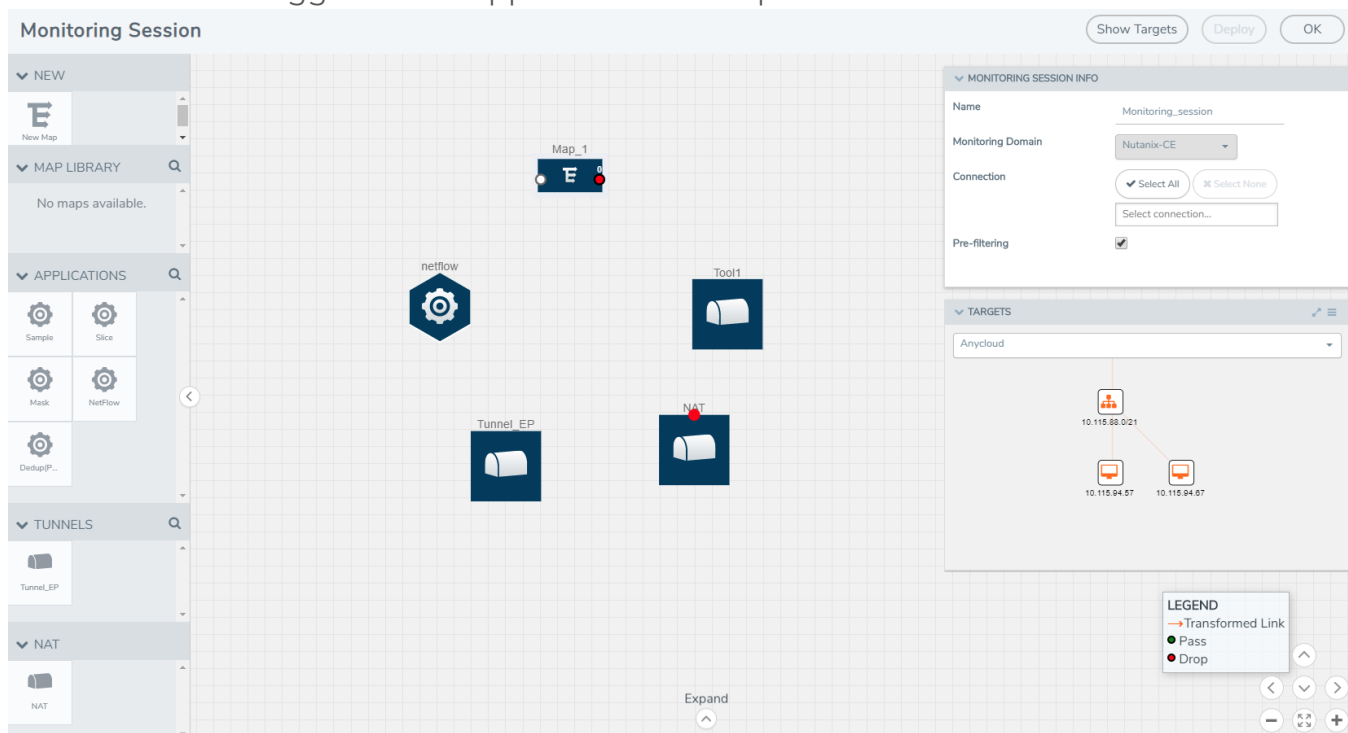 Monitoring Session
Show Targets
Deploy
OK
NEW
New Map
MAP LIBRARY
No maps available.
APPLICATIONS
Sample
Slice
Mask
NetFlow
Dedup(P...
TUNNELS
Tunnel_EP
NAT
NAT
Map_1
0
netflow
Tool1
Tunnel_EP
NAT
Expand
MONITORING SESSION INFO
Name
Monitoring_session
Monitoring Domain
Nutanix-CE
Connection
Select All
Select None
Select connection...
Pre-filtering
TARGETS
Anycloud
10.115.88.0/21
10.115.94.57
10.115.94.67
LEGEND
Transformed Link
Pass
Drop